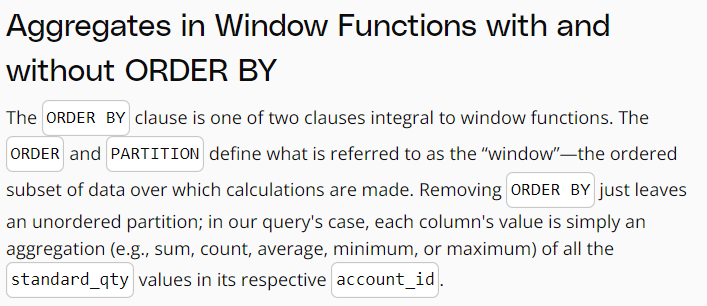 Aggregates in Window Functions with and
without ORDER BY
The ORDER BY clause is one of two clauses integral to window functions. The
ORDER and PARTITION define what is referred to as the “window”—the ordered
subset of data over which calculations are made. Removing ORDER BY just leaves
an unordered partition; in our query's case, each column's value is simply an
aggregation (e.g., sum, count, average, minimum, or maximum) of all the
standard_qty values in its respective account_id.